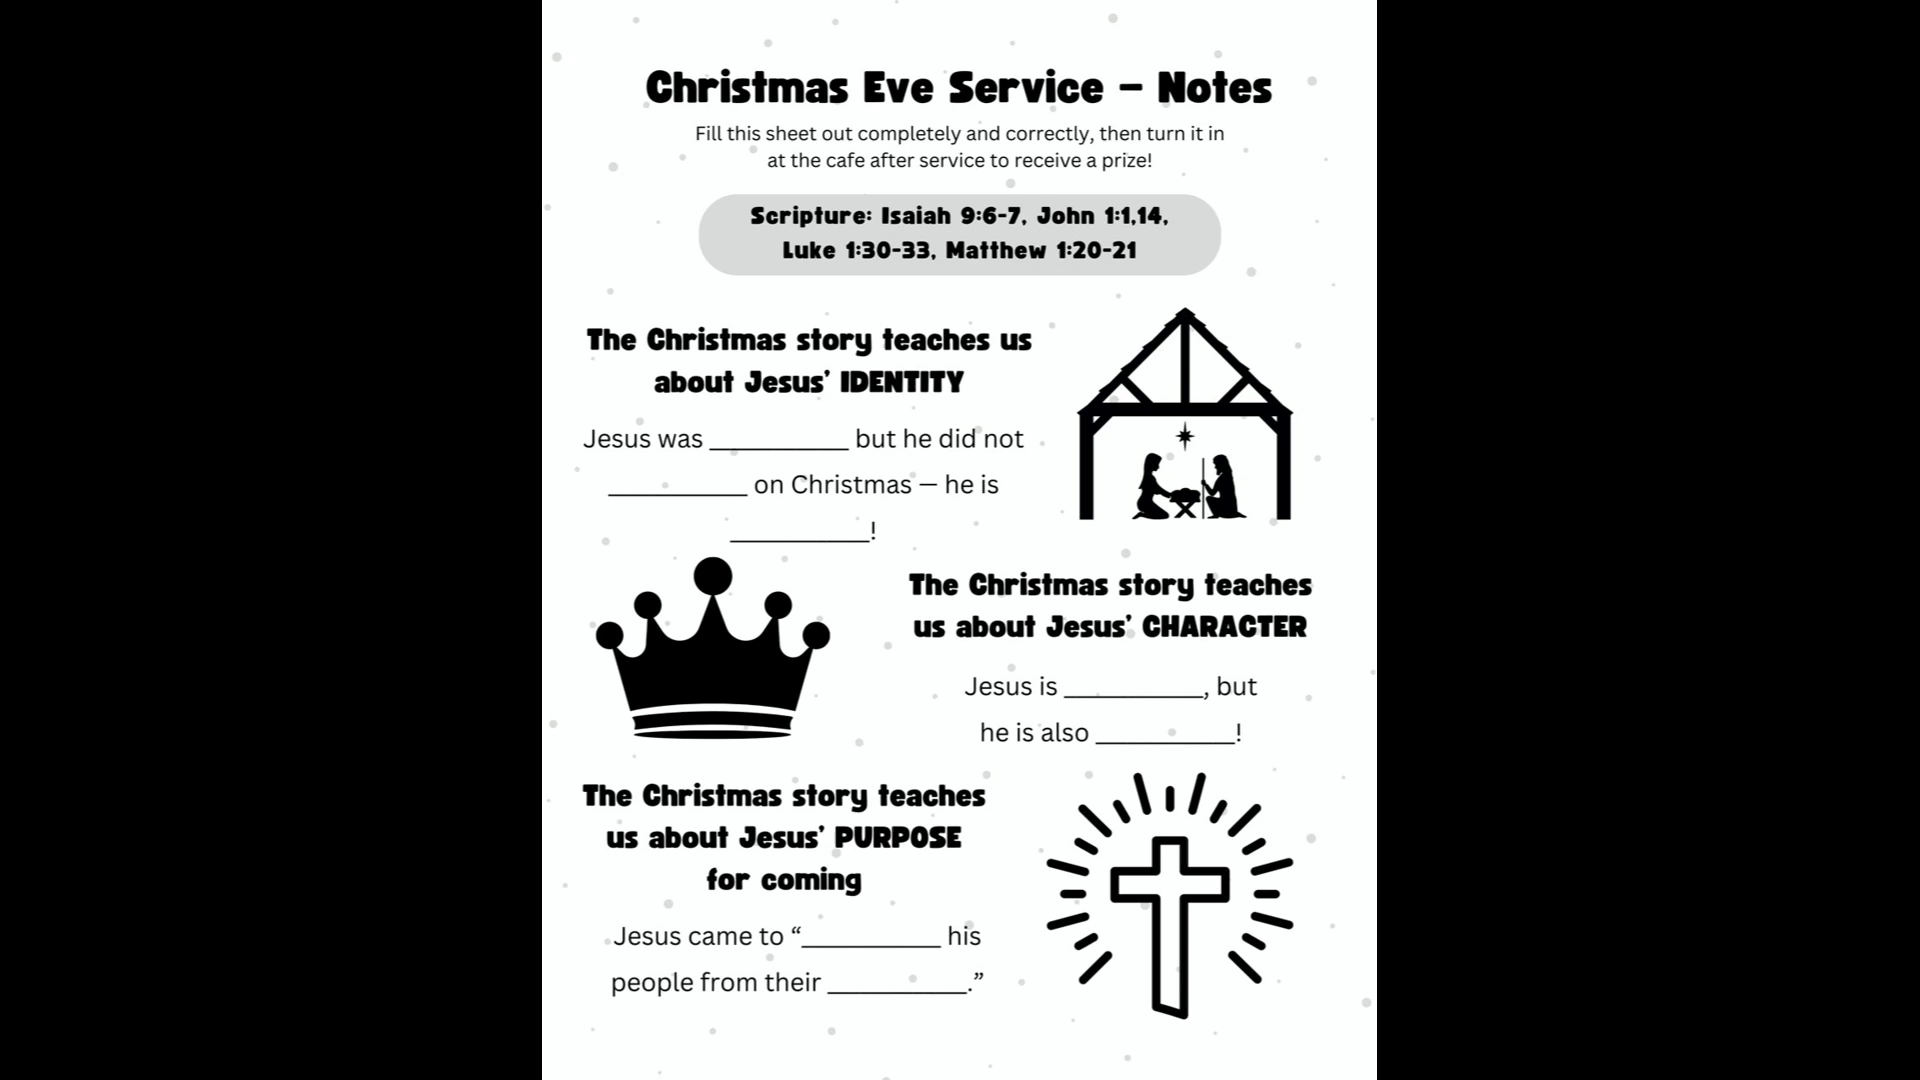 Christmas Eve Service – Notes
Fill this sheet out completely and correctly, then turn it in
at the cafe after service to receive a prize!
Scripture: Isaiah 9:6-7, John 1:1,14,
Luke 1:30-33, Matthew 1:20-21
The Christmas story teaches us
about Jesus’ IDENTITY
Jesus was __________ but he did not
__________ on Christmas — he is
__________!
The Christmas story teaches
us about Jesus’ CHARACTER
Jesus is __________, but
he is also __________!
The Christmas story teaches
us about Jesus’ PURPOSE
for coming
Jesus came to “__________ his
people from their __________.”